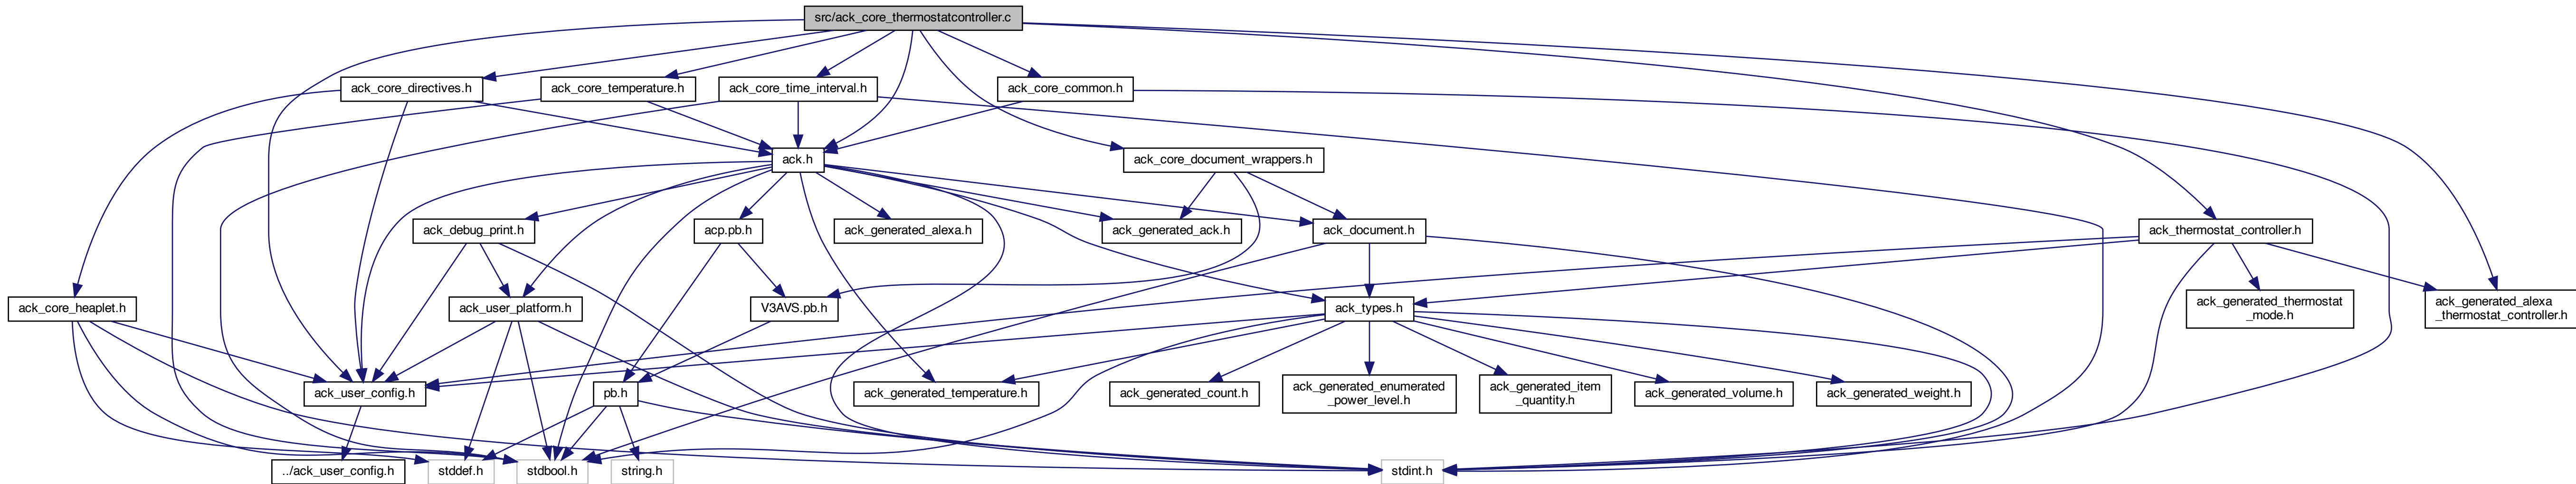 src/ack_core_thermostatcontroller.c
ack_core_directives.h
ack_core_temperature.h
ack_core_time_interval.h
ack_core_common.h
ack.h
ack_core_document_wrappers.h
ack_debug_print.h
acp.pb.h
ack_generated_alexa.h
ack_generated_ack.h
ack_document.h
ack_thermostat_controller.h
ack_core_heaplet.h
ack_user_platform.h
V3AVS.pb.h
ack_types.h
ack_generated_thermostat
_mode.h
ack_generated_alexa
_thermostat_controller.h
ack_user_config.h
pb.h
ack_generated_temperature.h
ack_generated_count.h
ack_generated_enumerated
_power_level.h
ack_generated_item
_quantity.h
ack_generated_volume.h
ack_generated_weight.h
../ack_user_config.h
stddef.h
stdbool.h
string.h
stdint.h